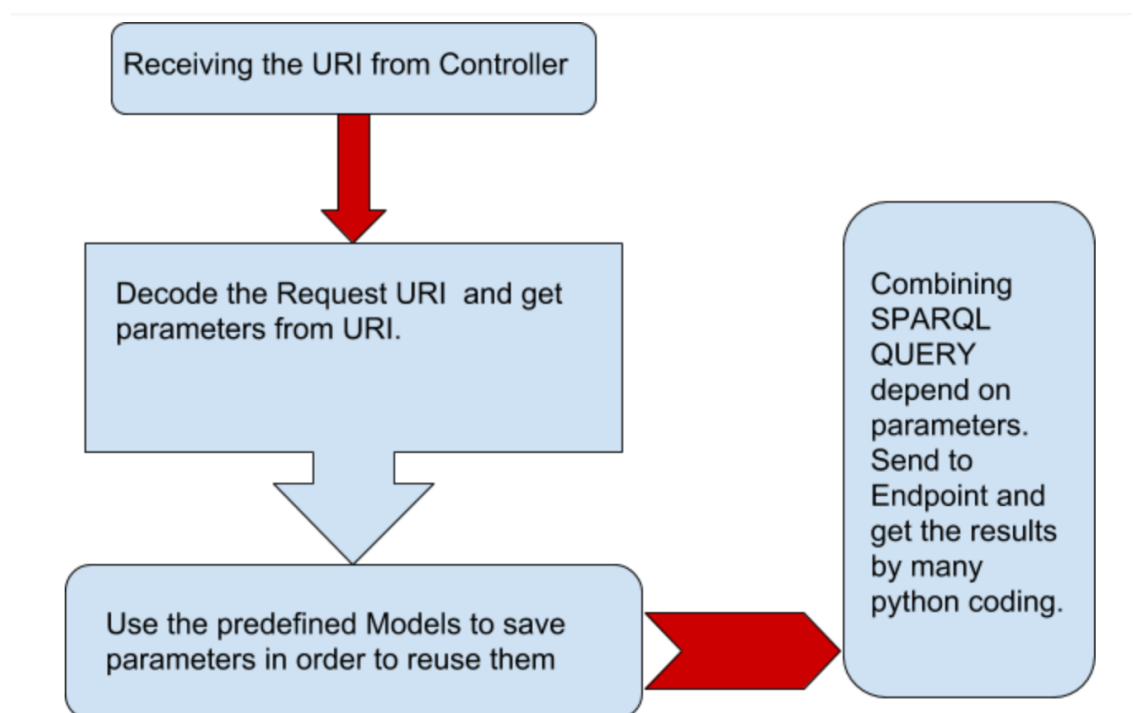 Receiving the URI from Controller
Decode the Request URI  and get
parameters from URI.
Use the predefined Models to save
parameters in order to reuse them
Combining
SPARQL
QUERY
depend on
parameters.
Send to
Endpoint and
get the results
by many
python coding.